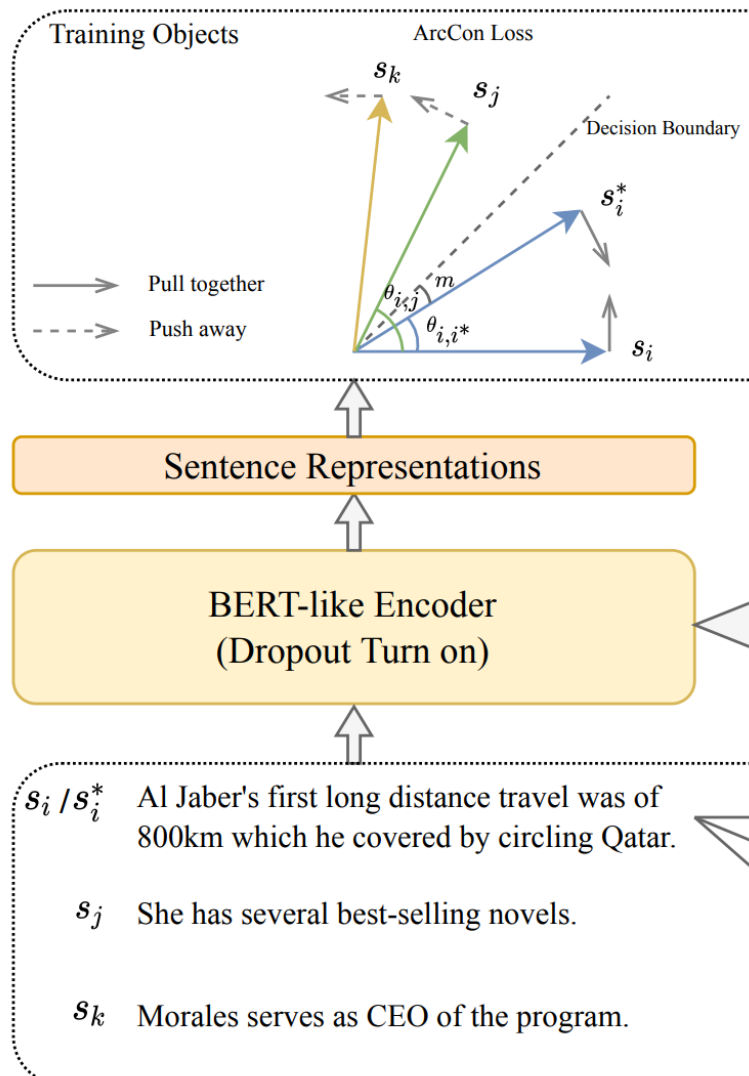 Training Objects
ArcCon Loss
s_k
s_j
Decision Boundary
s_i^*
Pull together
Push away
θ_{i,j}
m
θ_{i,i*}
s_i
Sentence Representations
BERT-like Encoder
(Dropout Turn on)
s_i / s_i^* Al Jaber's first long distance travel was of
800km which he covered by circling Qatar.
s_j She has several best-selling novels.
s_k Morales serves as CEO of the program.